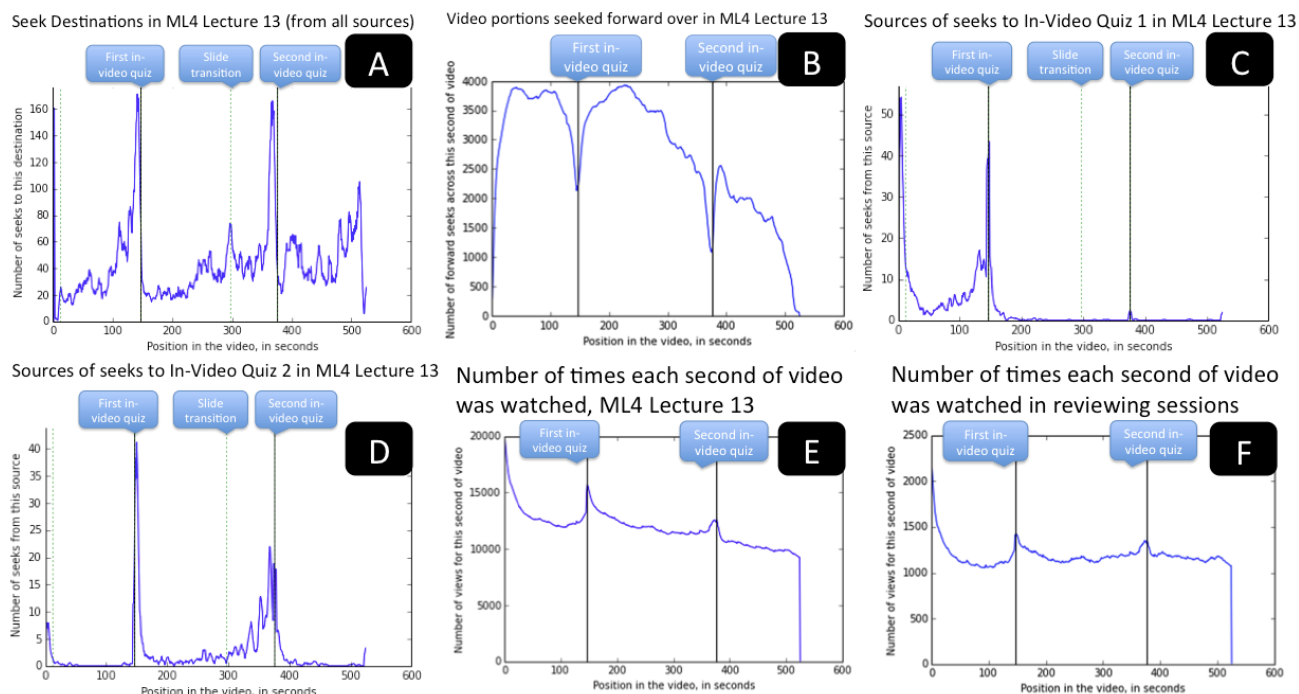 Seek Destinations in ML4 Lecture 13 (from all sources)
First in-
video quiz
Slide
transition
Second in-
video quiz
A
Number of seeks to this destination
160
140
120
100
80
60
40
20
0
0 100 200 300 400 500 600
Position in the video, in seconds
Video portions seeked forward over in ML4 Lecture 13
First in-
video quiz
Second in-
video quiz
B
Number of forward seeks across this second of video
4000
3500
3000
2500
2000
1500
1000
500
0
0 100 200 300 400 500 600
Position in the video, in seconds
Sources of seeks to In-Video Quiz 1 in ML4 Lecture 13
First in-
video quiz
Slide
transition
Second in-
video quiz
C
Number of seeks from this source
50
40
30
20
10
0
0 100 200 300 400 500 600
Position in the video, in seconds
Sources of seeks to In-Video Quiz 2 in ML4 Lecture 13
First in-
video quiz
Slide
transition
Second in-
video quiz
D
Number of seeks from this source
40
35
30
25
20
15
10
5
0
0 100 200 300 400 500 600
Position in the video, in seconds
Number of times each second of video
was watched, ML4 Lecture 13
First in-
video quiz
Second in-
video quiz
E
Number of views for this second of video
20000
15000
10000
5000
0
0 100 200 300 400 500 600
Position in the video, in seconds
Number of times each second of video
was watched in reviewing sessions
First in-
video quiz
Second in-
video quiz
F
Number of views for this second of video
2500
2000
1500
1000
500
0
0 100 200 300 400 500 600
Position in the video, in seconds